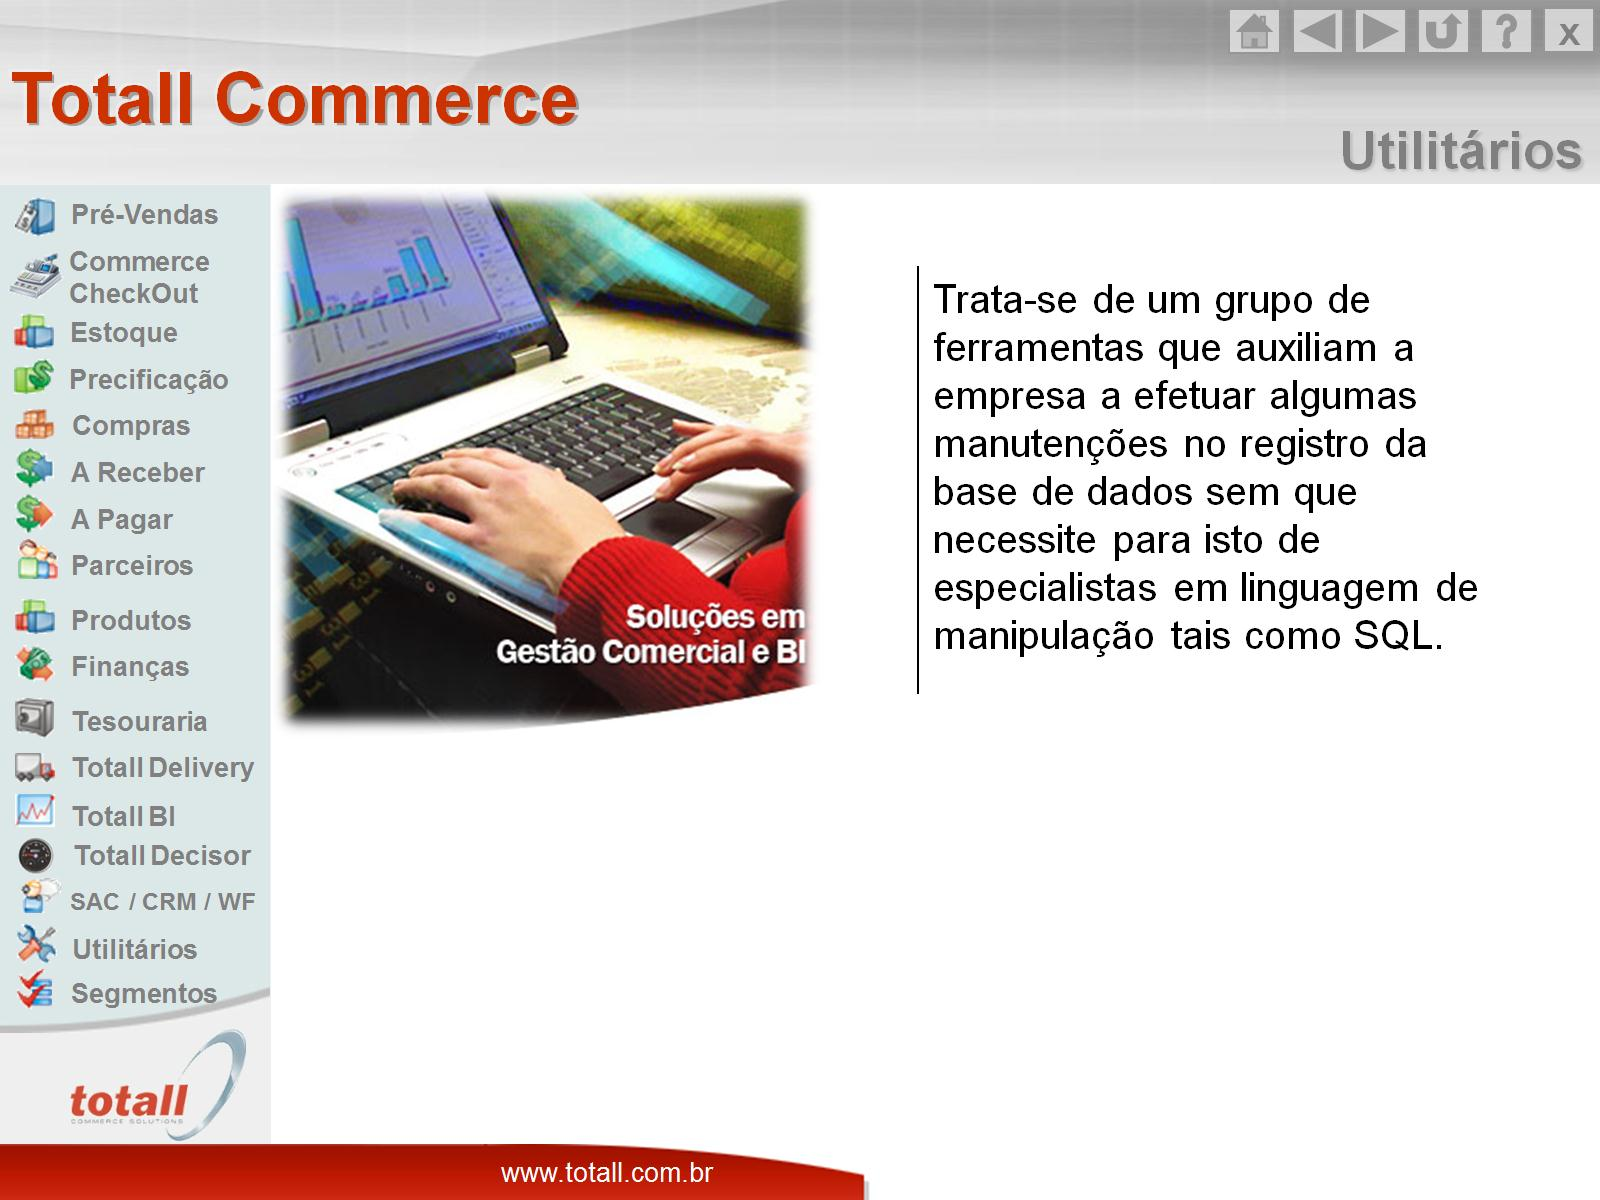 Totall Commerce
x
Utilitários
Pré-Vendas
Commerce
CheckOut
Estoque
Precificação
Compras
A Receber
A Pagar
Parceiros
Produtos
Finanças
Tesouraria
Totall Delivery
Totall BI
Totall Decisor
SAC / CRM / WF
Utilitários
Segmentos
Soluções em
Gestão Comercial e BI
Trata-se de um grupo de
ferramentas que auxiliam a
empresa a efetuar algumas
manutenções no registro da
base de dados sem que
necessite para isto de
especialistas em linguagem de
manipulação tais como SQL.
totall
COMMERCE SOLUTIONS
www.totall.com.br